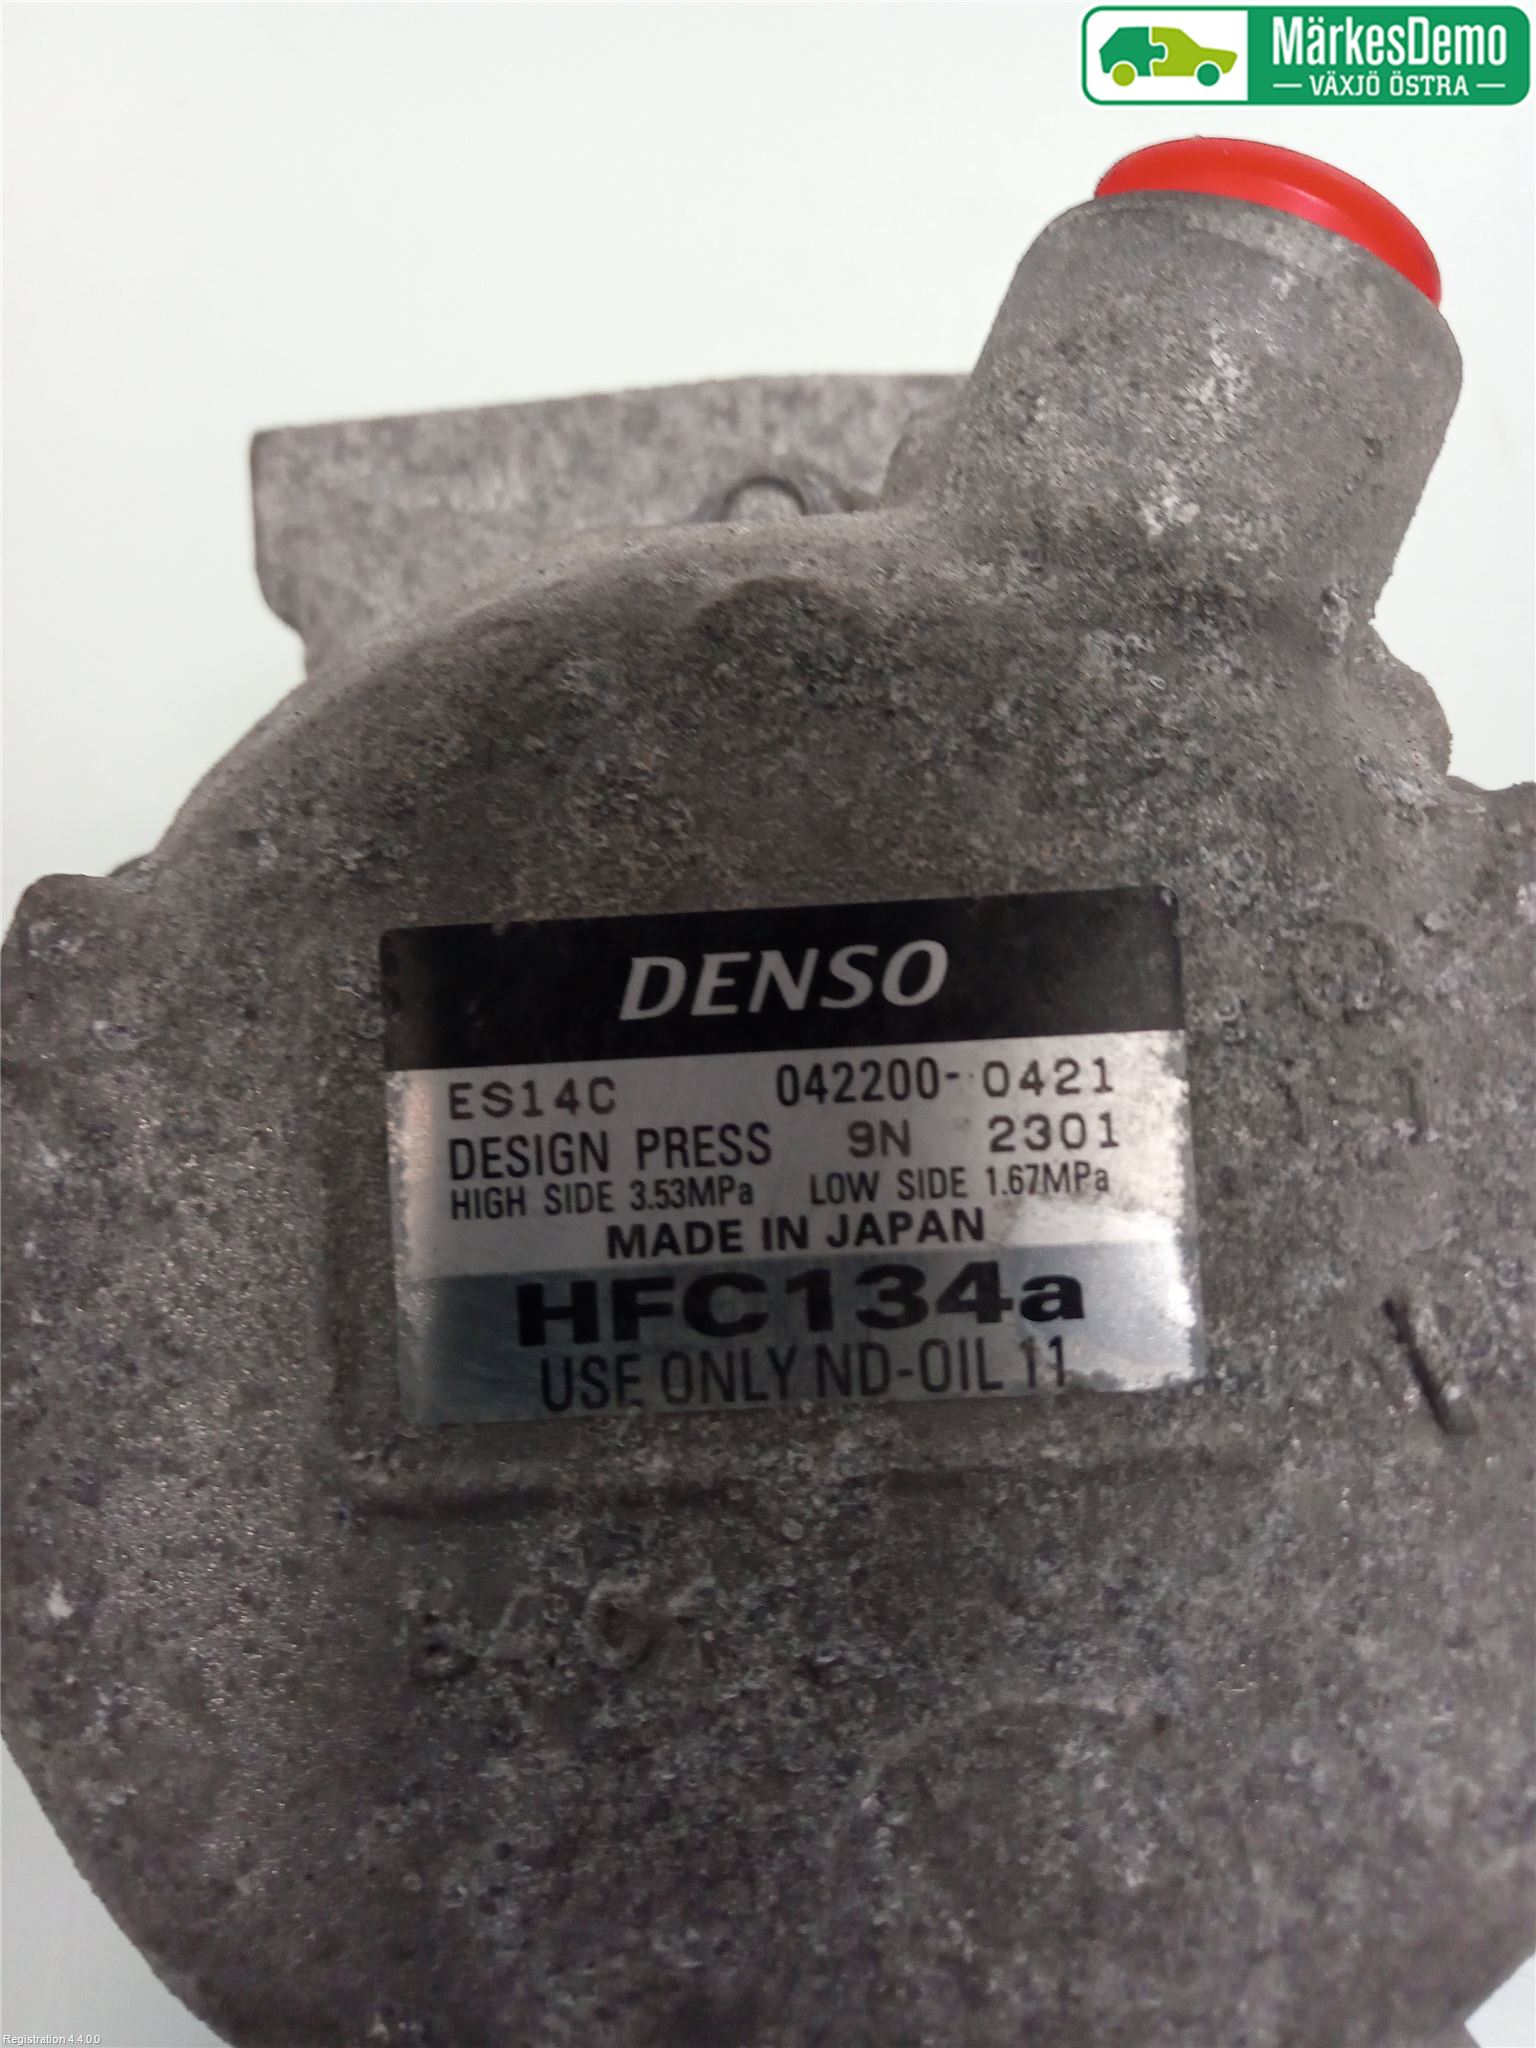 MärkesDemo
VÄXJÖ ÖSTRA
DENSO
ES14C 042200-0421
DESIGN PRESS 9N 2301
HIGH SIDE 3.53MPa LOW SIDE 1.67MPa
MADE IN JAPAN
HFC134a
USE ONLY ND-OIL 11
Registration 4.4.0.0